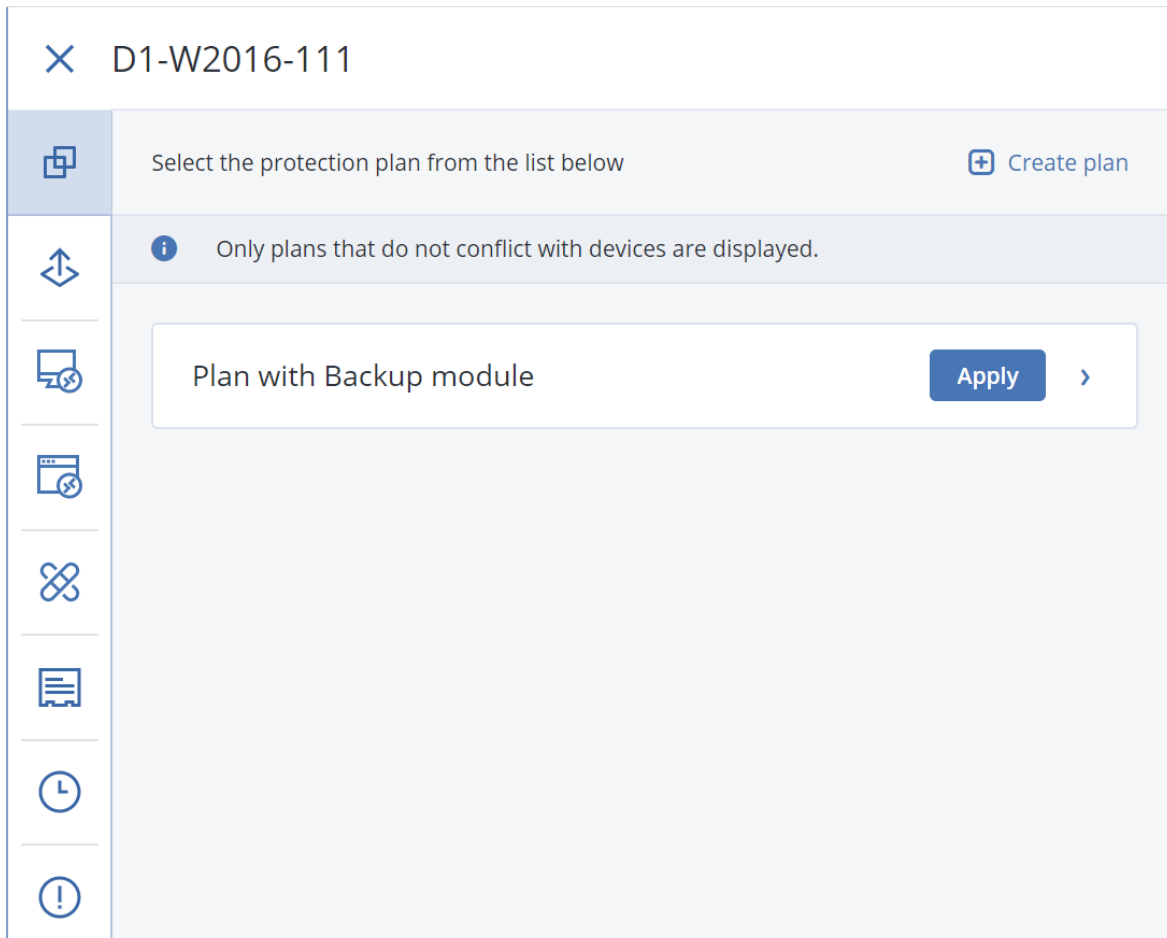 D1-W2016-111
Select the protection plan from the list below
Create plan
Only plans that do not conflict with devices are displayed.
Plan with Backup module
Apply